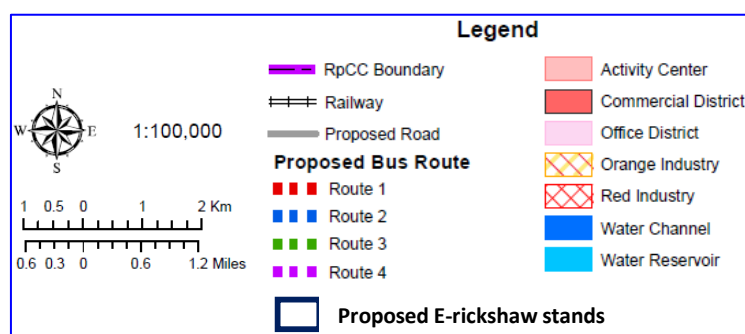 Legend
N
W E
S
1:100,000
1 0.5 0 1 2 Km
0.6 0.3 0 0.6 1.2 Miles
RpCC Boundary
Railway
Proposed Road
Proposed Bus Route
Route 1
Route 2
Route 3
Route 4
Proposed E-rickshaw stands
Activity Center
Commercial District
Office District
Orange Industry
Red Industry
Water Channel
Water Reservoir